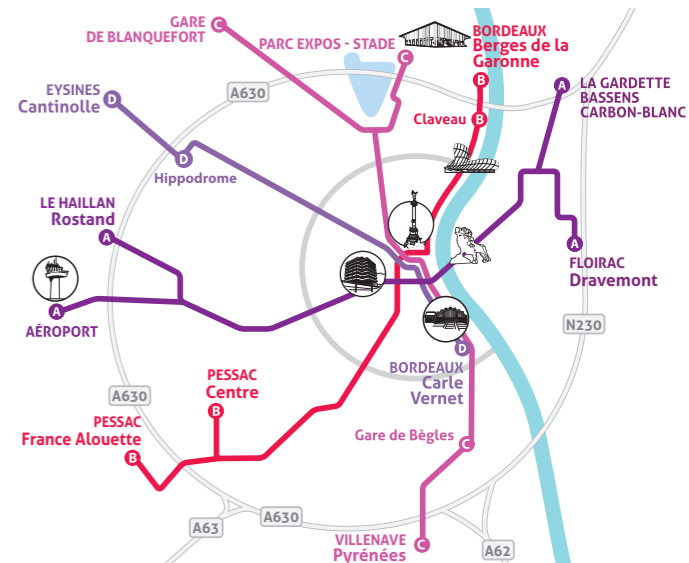 GARE
DE BLANQUEFORT
C
PARC EXPOS - STADE
C
BORDEAUX
Berges de la
Garonne
B
EYSINES
Cantinolle
D
A630
A
LA GARDETTE
BASSENS
CARBON-BLANC
Claveau
B
D
Hippodrome
LE HAILLAN
Rostand
A
A
FLOIRAC
Dravemont
A
AÉROPORT
N230
D
BORDEAUX
Carle
Vernet
A630
PESSAC
Centre
B
PESSAC
France Alouette
B
Gare de Bègles
C
A63
A630
VILLENAVE
Pyrénées
C
A62